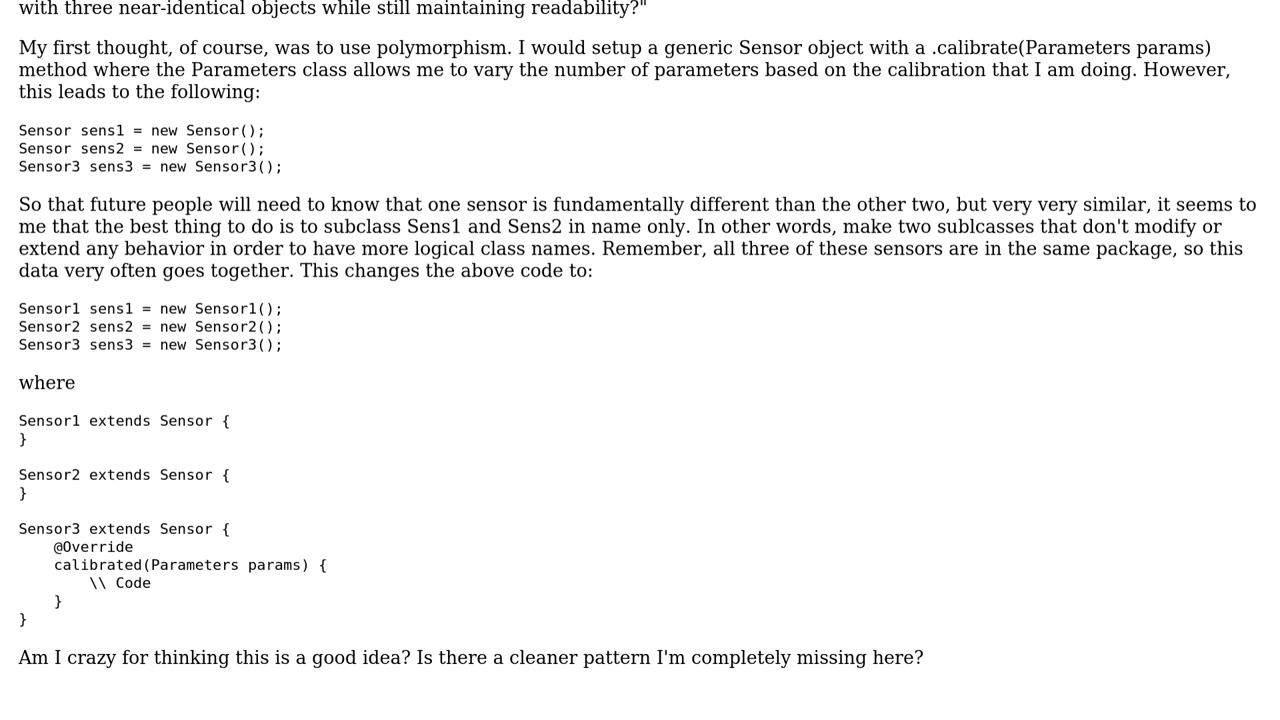 with three near-identical objects while still maintaining readability?"
My first thought, of course, was to use polymorphism. I would setup a generic Sensor object with a .calibrate(Parameters params)
method where the Parameters class allows me to vary the number of parameters based on the calibration that I am doing. However,
this leads to the following:
Sensor sens1 = new Sensor();
Sensor sens2 = new Sensor();
Sensor3 sens3 = new Sensor3();
So that future people will need to know that one sensor is fundamentally different than the other two, but very very similar, it seems to
me that the best thing to do is to subclass Sens1 and Sens2 in name only. In other words, make two sublcasses that don't modify or
extend any behavior in order to have more logical class names. Remember, all three of these sensors are in the same package, so this
data very often goes together. This changes the above code to:
Sensor1 sens1 = new Sensor1();
Sensor2 sens2 = new Sensor2();
Sensor3 sens3 = new Sensor3();
where
Sensor1 extends Sensor {
}
Sensor2 extends Sensor {
}
Sensor3 extends Sensor {
    @Override
    calibrated(Parameters params) {
        \\ Code
    }
}
Am I crazy for thinking this is a good idea? Is there a cleaner pattern I'm completely missing here?